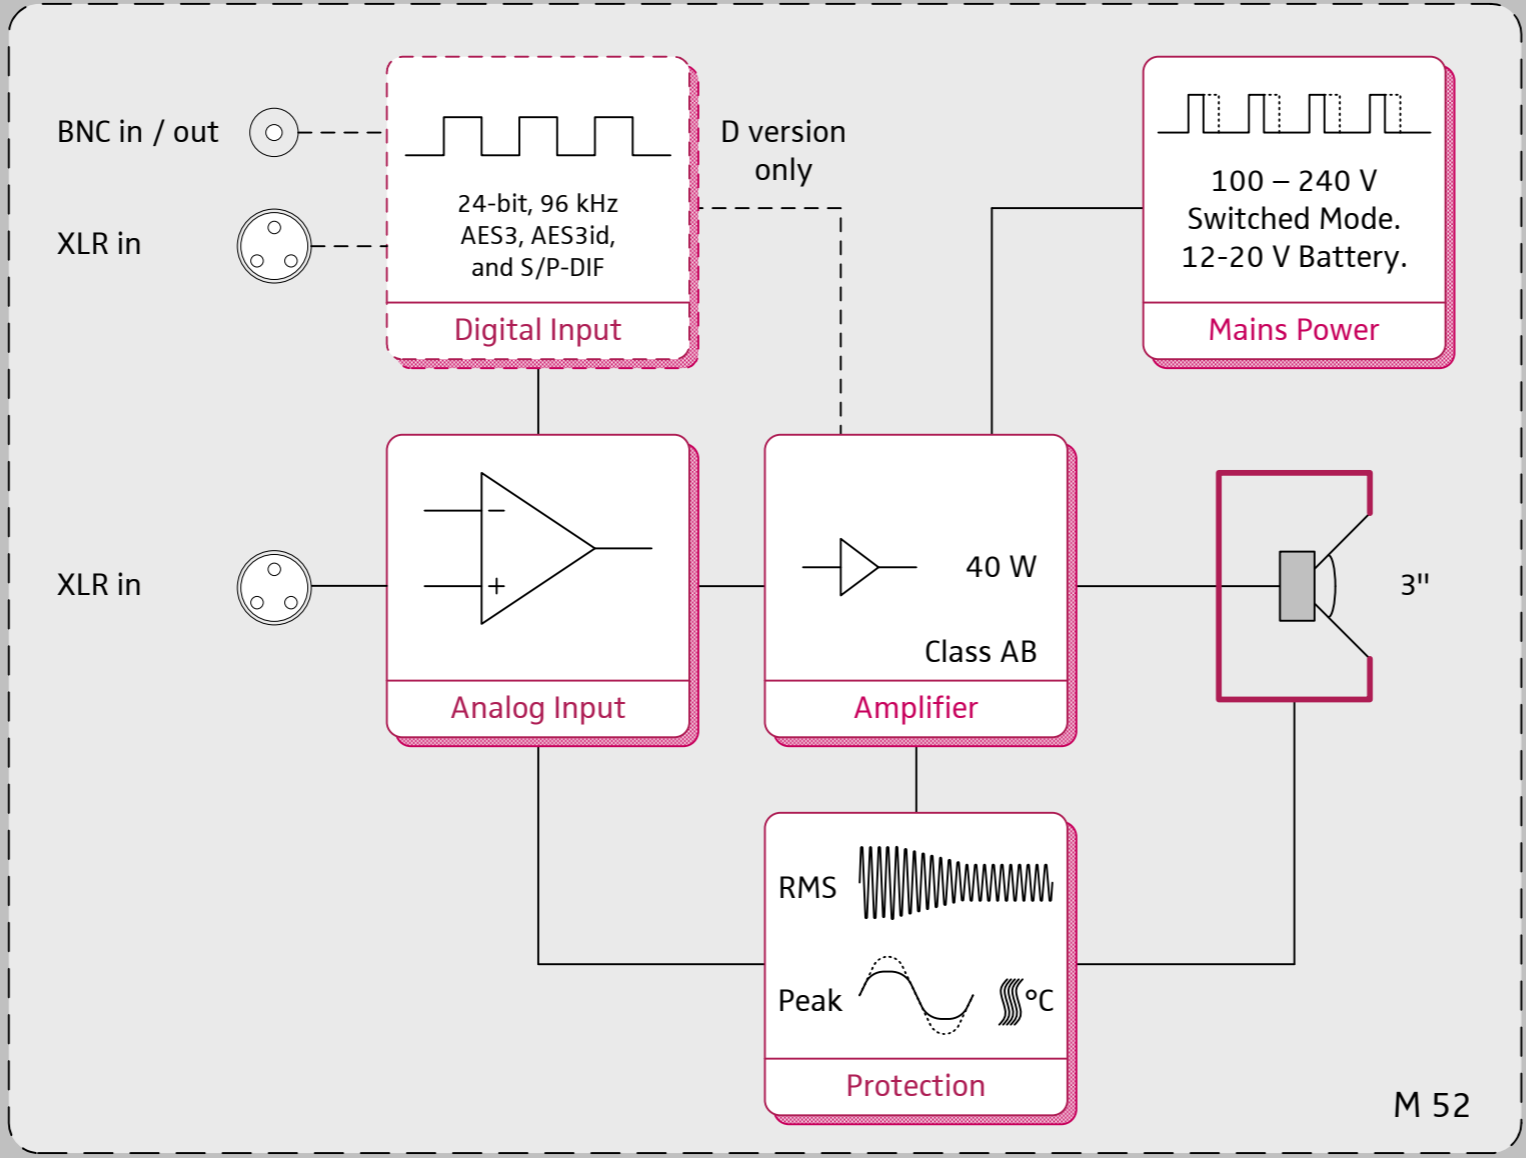 BNC in / out
XLR in
24-bit, 96 kHz
AES3, AES3id,
and S/P-DIF
Digital Input
D version
only
100 – 240 V
Switched Mode.
12-20 V Battery.
Mains Power
XLR in
−
+
Analog Input
40 W
Class AB
Amplifier
3"
RMS
Peak
°C
Protection
M 52